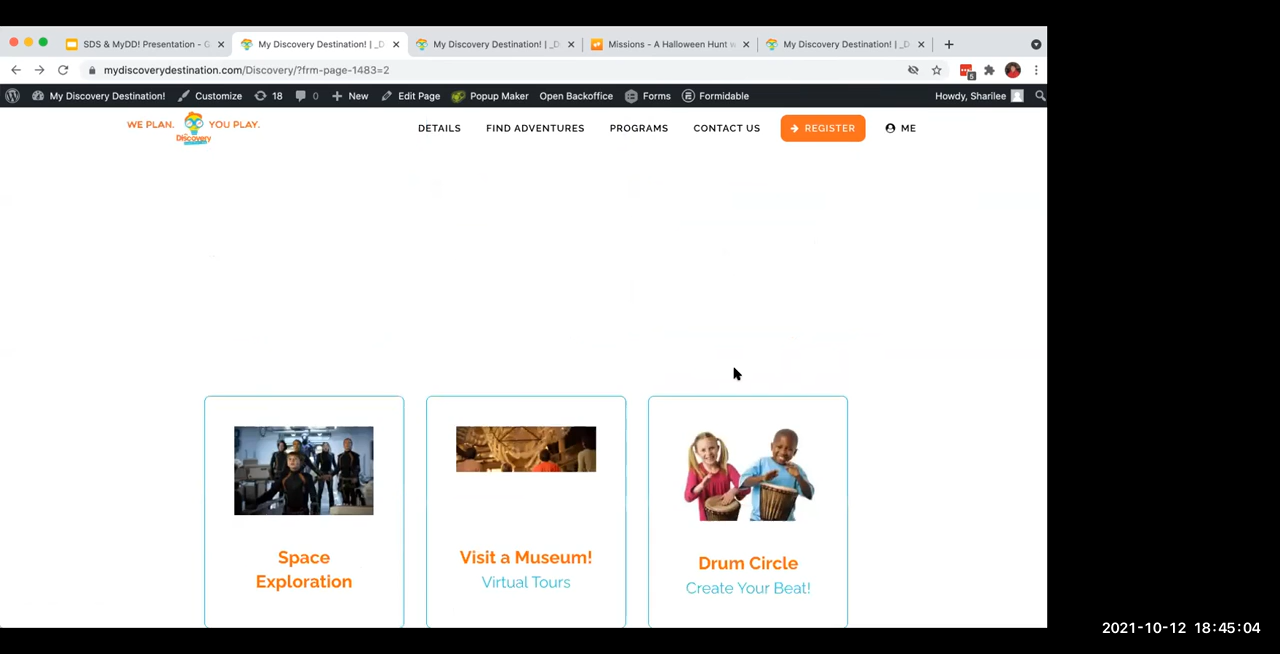 SDS & MyDD! Presentation - G
My Discovery Destination! | _D
My Discovery Destination! | _D
Missions - A Halloween Hunt w
My Discovery Destination! | _D
mydiscoverydestination.com/Discovery/?frm-page-1483=2
5
My Discovery Destination! Customize 18 0 New Edit Page Popup Maker Open Backoffice Forms Formidable Howdy, Sharilee
WE PLAN. YOU PLAY.
Discovery
DETAILS FIND ADVENTURES PROGRAMS CONTACT US REGISTER ME
Space
Exploration
Visit a Museum!
Virtual Tours
Drum Circle
Create Your Beat!
2021-10-12 18:45:04